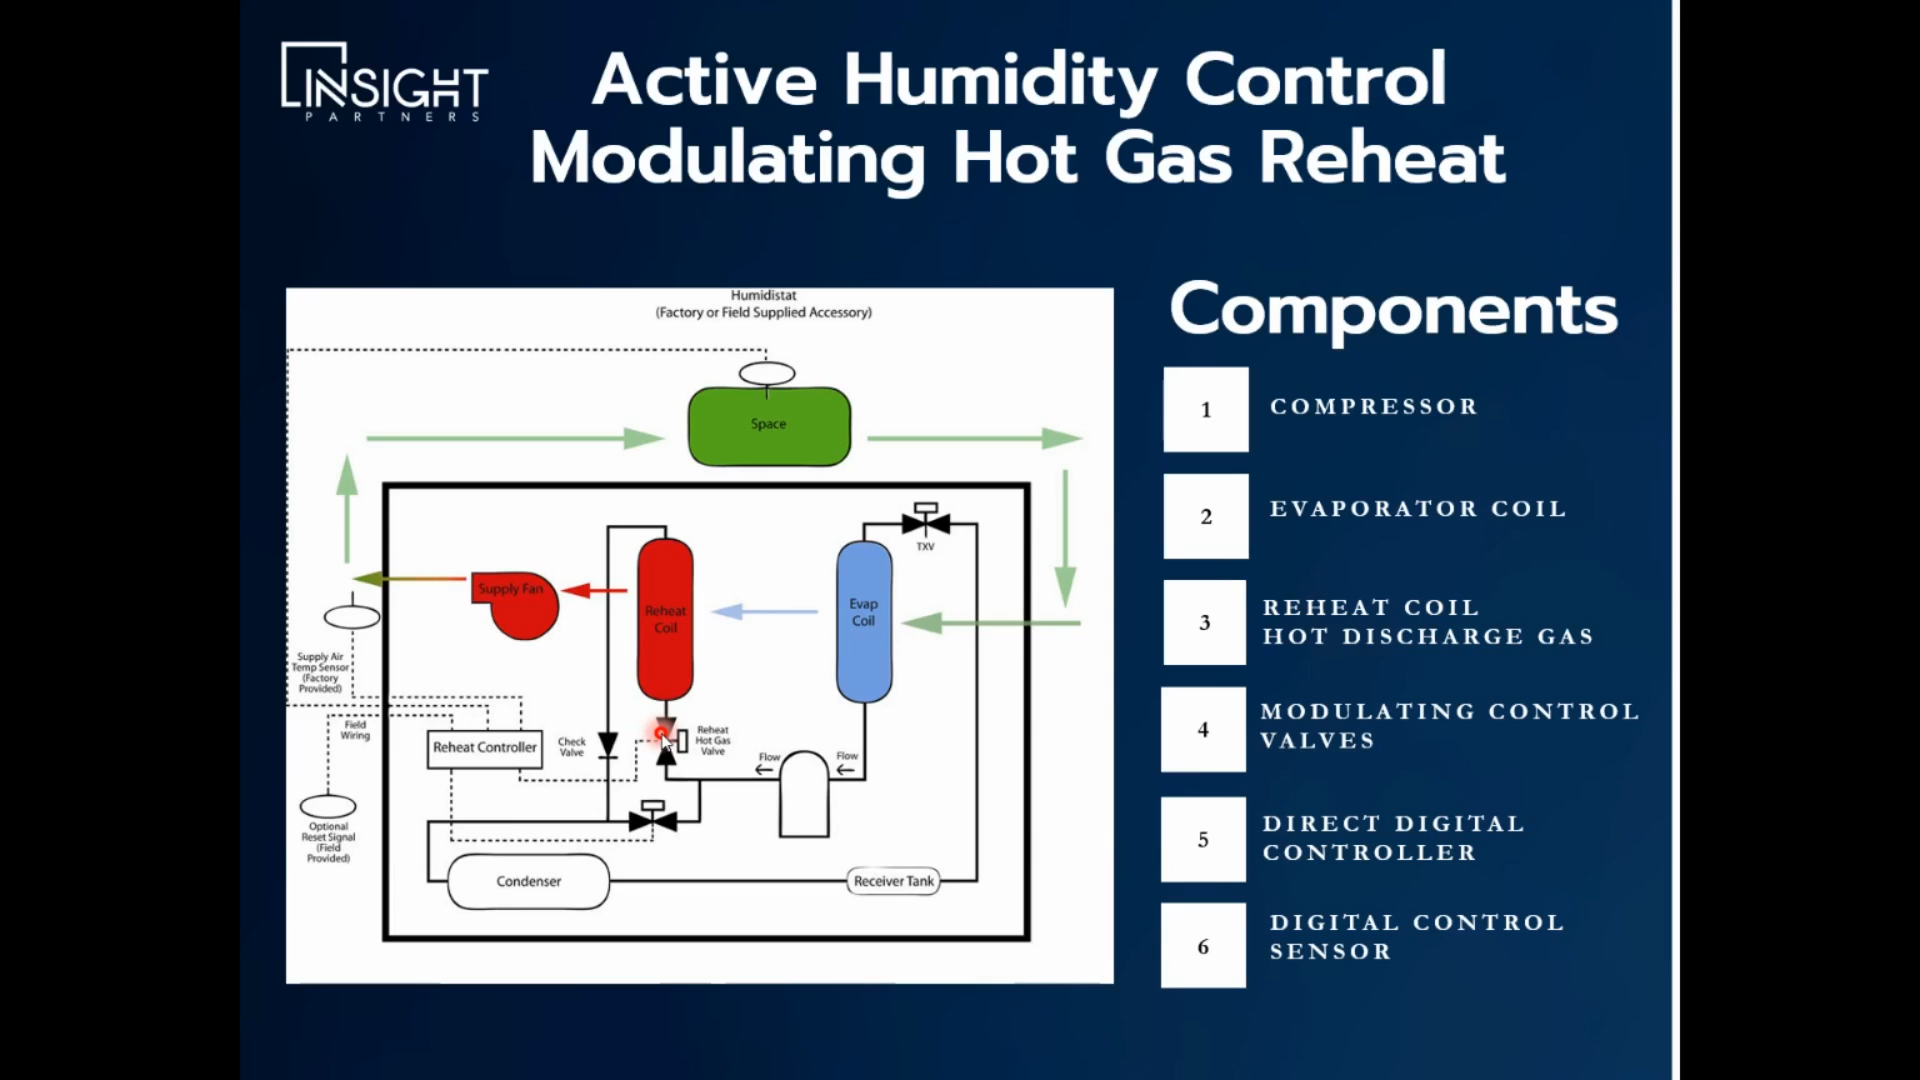 INSIGHT
PARTNERS
Active Humidity Control
Modulating Hot Gas Reheat
Humidistat
(Factory or Field Supplied Accessory)
Space
TXV
Supply Fan
Reheat
Coil
Evap
Coil
Supply Air
Temp Sensor
(Factory
Provided)
Field
Wiring
Reheat Controller
Check
Valve
Reheat
Hot Gas
Valve
Flow
Flow
Optional
Reset Signal
(Field
Provided)
Condenser
Receiver Tank
Components
1 COMPRESSOR
2 EVAPORATOR COIL
3 REHEAT COIL
HOT DISCHARGE GAS
4 MODULATING CONTROL
VALVES
5 DIRECT DIGITAL
CONTROLLER
6 DIGITAL CONTROL
SENSOR